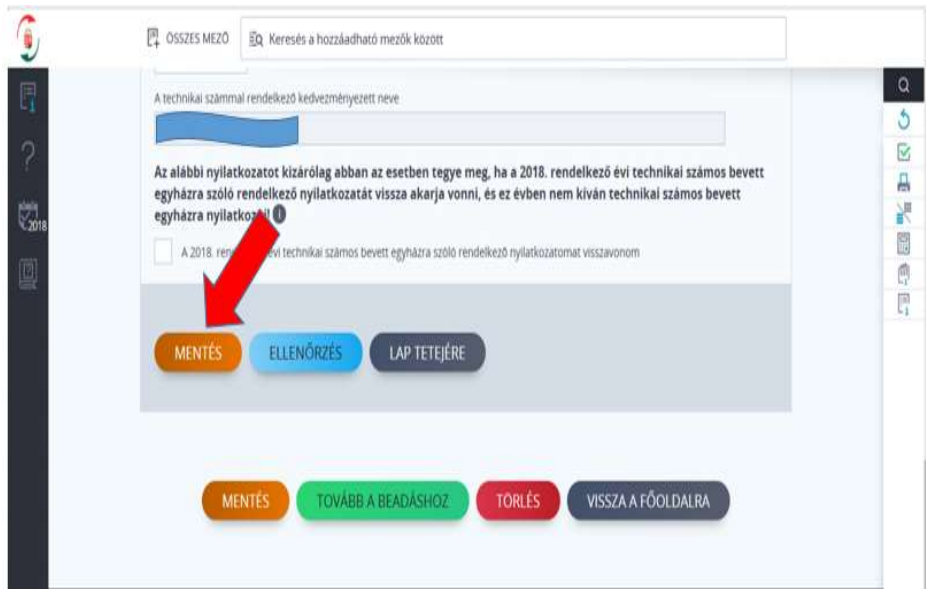 ÖSSZES MEZŐ
Keresés a hozzáadható mezők között
A technikai számmal rendelkező kedvezményezett neve
Az alábbi nyilatkozatot kizárólag abban az esetben tegye meg, ha a 2018. rendelkező évi technikai számos bevett
egyházra szóló rendelkező nyilatkozatát vissza akarja vonni, és ez évben nem kíván technikai számos bevett
egyházra
A 2018. évi technikai számos bevett egyházra szóló rendelkező nyilatkozatomat visszavonom
2018
MENTÉS
ELLENŐRZÉS
LAP TETEJÉRE
MENTÉS
TOVÁBB A BEADÁSHOZ
TÖRLÉS
VISSZA A FŐOLDALRA